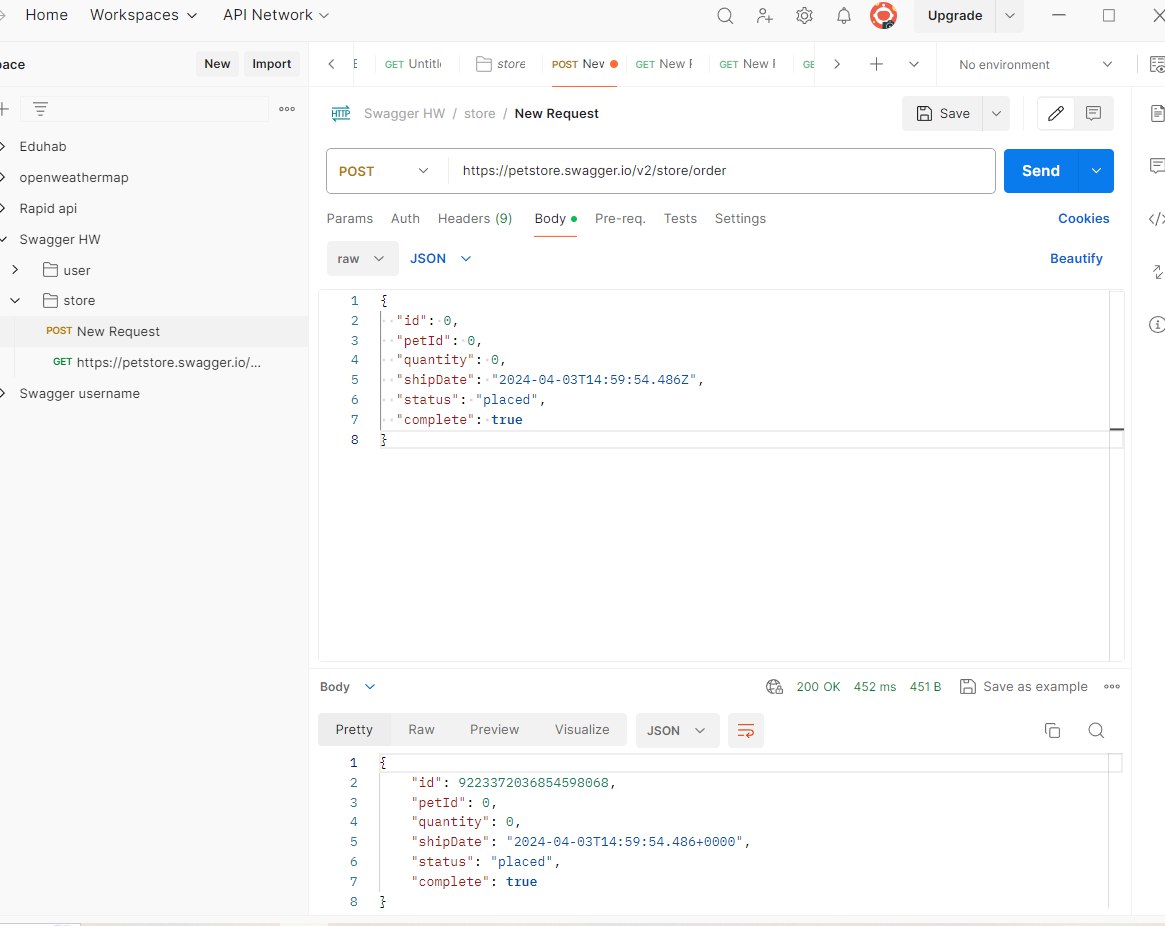 Home Workspaces API Network Upgrade
ace New Import GET Untitl store POST New GET New GET New GE No environment
HTTP Swagger HW / store / New Request Save
Eduhab
openweathermap
Rapid api
Swagger HW
user
store
POST New Request
GET https://petstore.swagger.io/...
Swagger username
POST https://petstore.swagger.io/v2/store/order Send
Params Auth Headers (9) Body Pre-req. Tests Settings Cookies
raw JSON Beautify
1 {
2 "id": 0,
3 "petId": 0,
4 "quantity": 0,
5 "shipDate": "2024-04-03T14:59:54.486Z",
6 "status": "placed",
7 "complete": true
8 }
Body 200 OK 452 ms 451 B Save as example
Pretty Raw Preview Visualize JSON
1 {
2 "id": 9223372036854598068,
3 "petId": 0,
4 "quantity": 0,
5 "shipDate": "2024-04-03T14:59:54.486+0000",
6 "status": "placed",
7 "complete": true
8 }